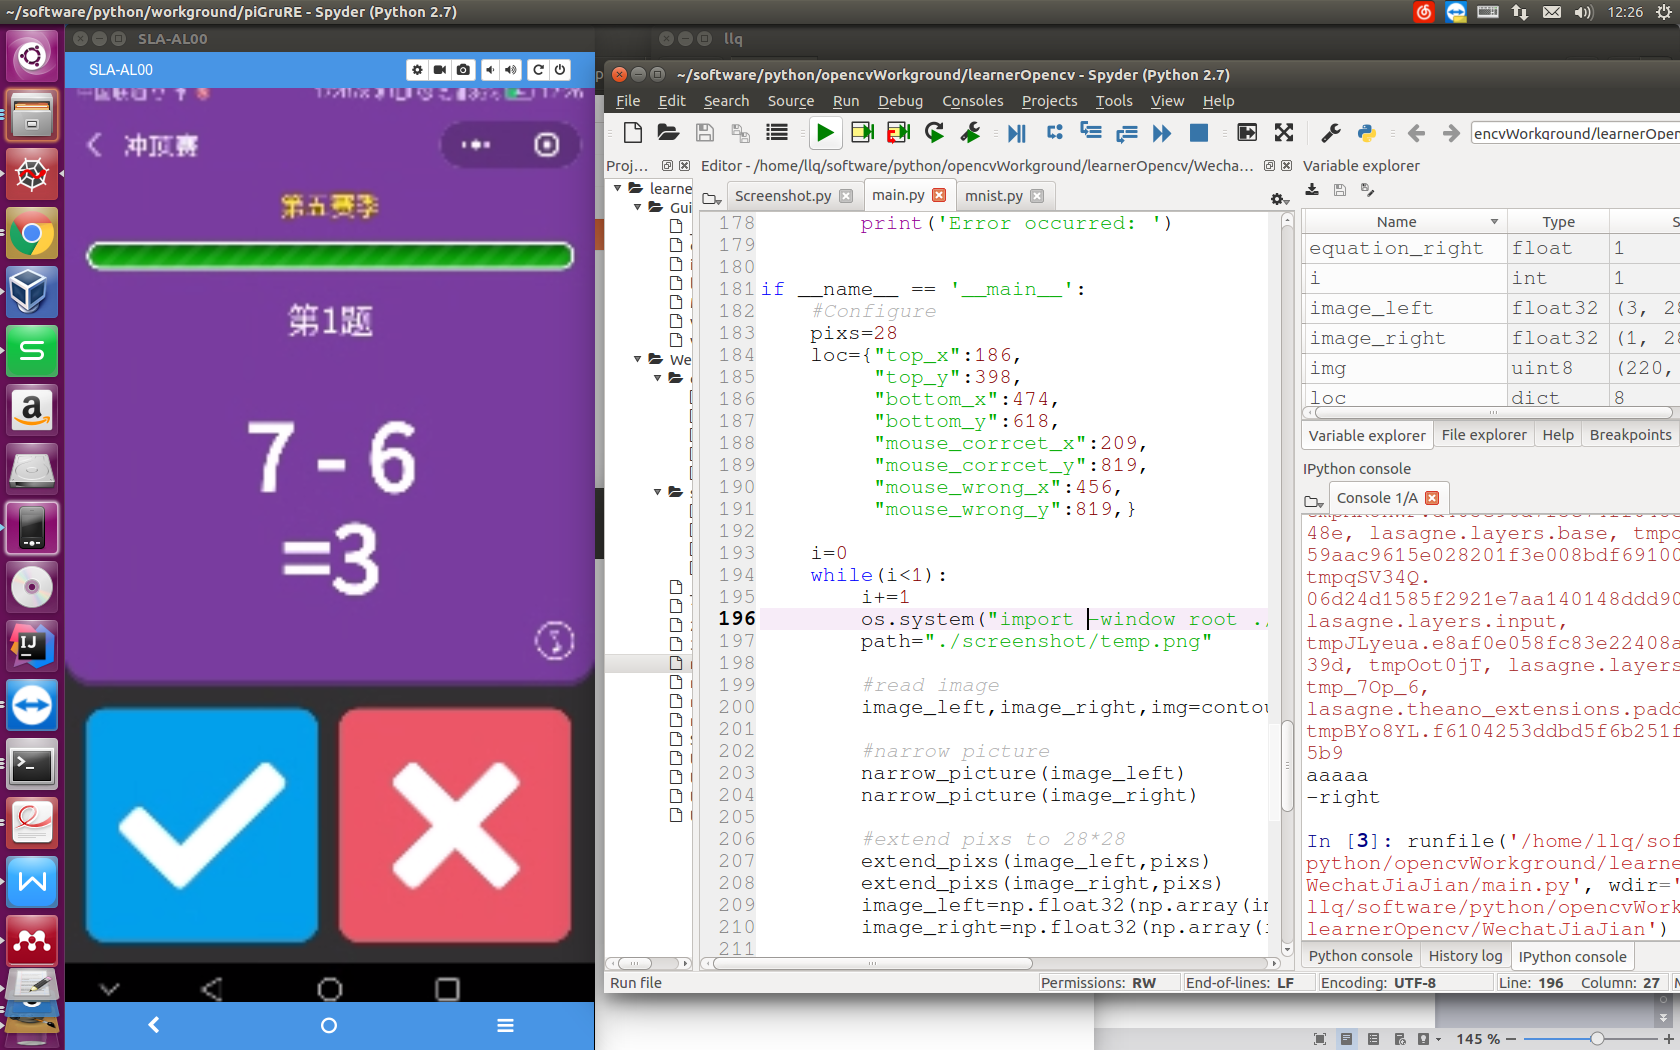 ~/software/python/workground/piGruRE - Spyder (Python 2.7)
12:26
SLA-AL00
llq
SLA-AL00
冲顶赛
第五赛季
第1题
7 - 6
=3
~/software/python/opencvWorkground/learnerOpencv - Spyder (Python 2.7)
File Edit Search Source Run Debug Consoles Projects Tools View Help
encvWorkground/learnerOpen
Proj...
Editor - /home/llq/software/python/opencvWorkground/learnerOpencv/Wecha...
Variable explorer
learne
Gui
We
Screenshot.py
main.py
mnist.py
178 print('Error occurred: ')
179
180
181 if __name__ == '__main__':
182 #Configure
183 pixs=28
184 loc={"top_x":186,
185 "top_y":398,
186 "bottom_x":474,
187 "bottom_y":618,
188 "mouse_corrcet_x":209,
189 "mouse_corrcet_y":819,
190 "mouse_wrong_x":456,
191 "mouse_wrong_y":819,}
192
193 i=0
194 while(i<1):
195 i+=1
196 os.system("import -window root ./
197 path="./screenshot/temp.png"
198
199 #read image
200 image_left,image_right,img=contou
201
202 #narrow picture
203 narrow_picture(image_left)
204 narrow_picture(image_right)
205
206 #extend pixs to 28*28
207 extend_pixs(image_left,pixs)
208 extend_pixs(image_right,pixs)
209 image_left=np.float32(np.array(im
210 image_right=np.float32(np.array(i
211
Name Type S
equation_right float 1
i int 1
image_left float32 (3, 28
image_right float32 (1, 28
img uint8 (220,
loc dict 8
Variable explorer File explorer Help Breakpoints
IPython console
Console 1/A
48e, lasagne.layers.base, tmpq
59aac9615e028201f3e008bdf69100
tmpqSV34Q.
06d24d1585f2921e7aa140148ddd90
lasagne.layers.input,
tmpJLyeua.e8af0e058fc83e22408a
39d, tmpOot0jT, lasagne.layers
tmp_7Op_6,
lasagne.theano_extensions.padd
tmpBYo8YL.f6104253ddbd5f6b251f
5b9
aaaaa
-right
In [3]: runfile('/home/llq/sof
python/opencvWorkground/learne
WechatJiaJian/main.py', wdir='
llq/software/python/opencvWork
learnerOpencv/WechatJiaJian')
Python console History log IPython console
Run file
Permissions: RW End-of-lines: LF Encoding: UTF-8 Line: 196 Column: 27
145 %